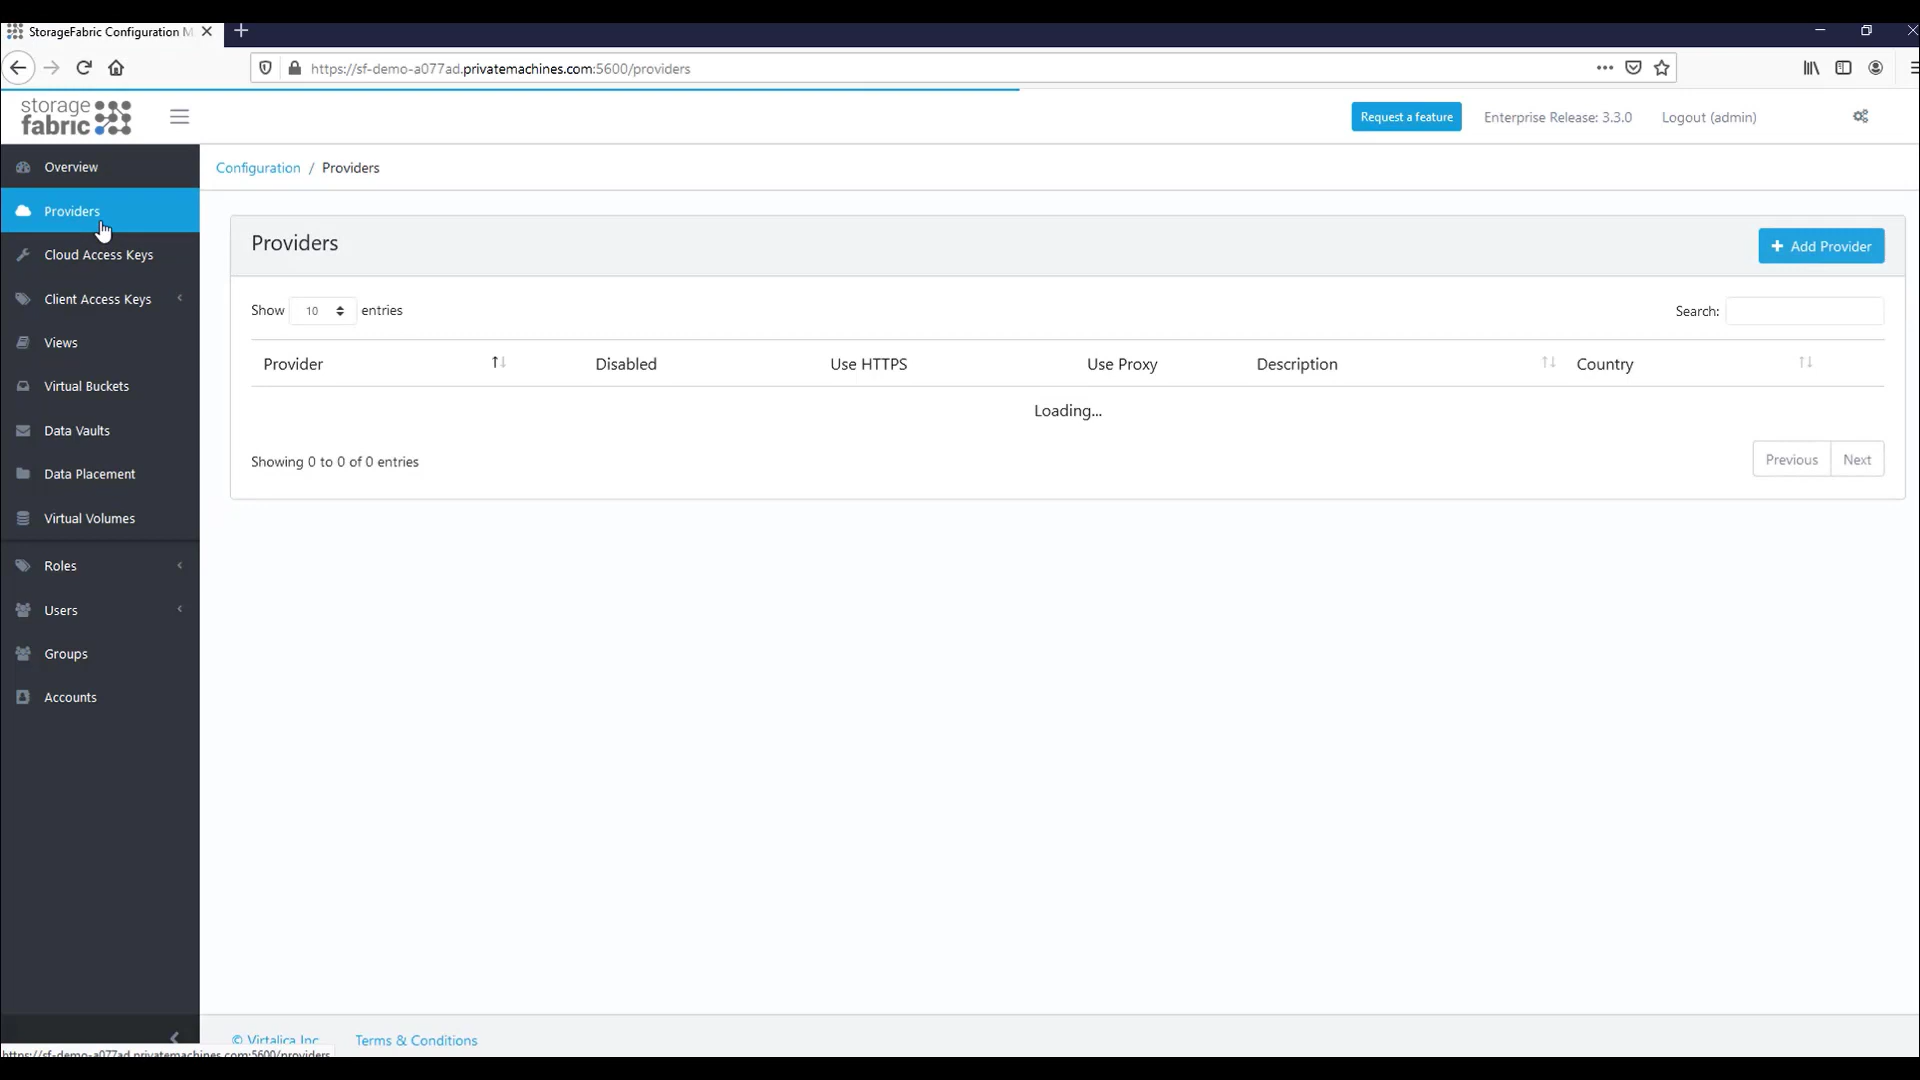 StorageFabric Configuration M
https://sf-demo-a077ad.privatemachines.com:5600/providers
storage
fabric
Request a feature
Enterprise Release: 3.3.0
Logout (admin)
Overview
Configuration / Providers
Providers
Cloud Access Keys
Client Access Keys
Views
Virtual Buckets
Data Vaults
Data Placement
Virtual Volumes
Roles
Users
Groups
Accounts
Providers
+ Add Provider
Show 10 entries
Search:
Provider Disabled Use HTTPS Use Proxy Description Country
Loading...
Showing 0 to 0 of 0 entries
Previous Next
© Virtalica Inc
Terms & Conditions
https://sf-demo-a077ad.privatemachines.com:5600/providers